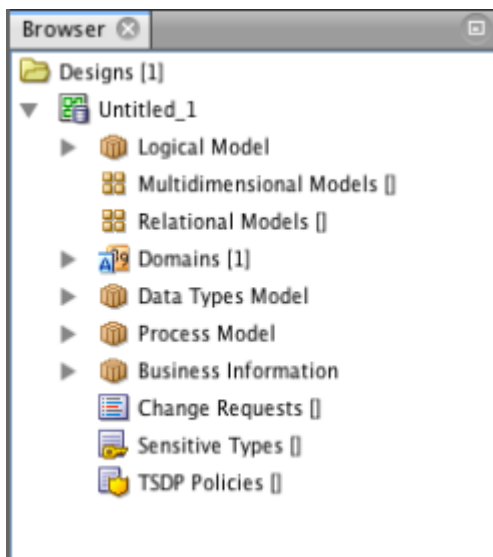 Browser
Designs [1]
Untitled_1
Logical Model
Multidimensional Models []
Relational Models []
Domains [1]
Data Types Model
Process Model
Business Information
Change Requests []
Sensitive Types []
TSDP Policies []